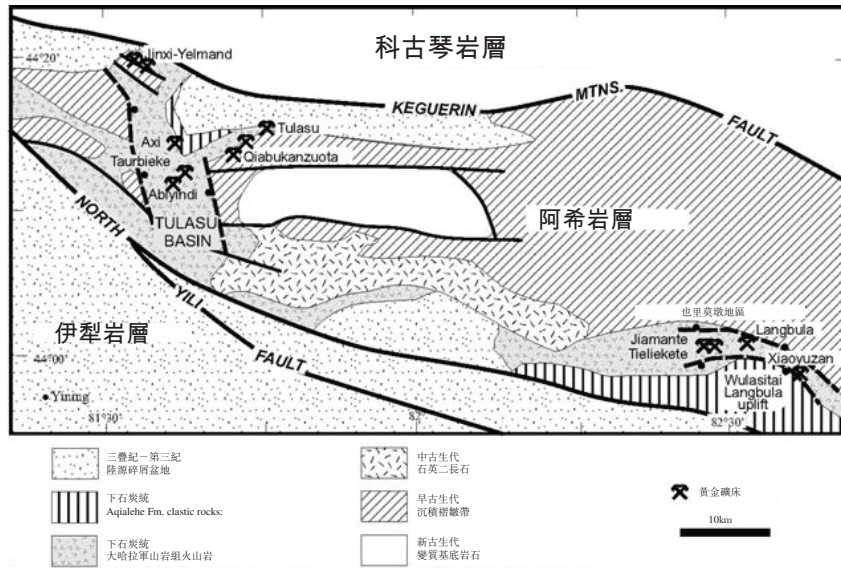 科古琴岩層
44°20'
Jinxi-Yelmand
KEGUERIN
MTNS.
FAULT
Tulasu
Axi
Qiabukanzuota
Taurbieke
Abiyindi
TULASU
BASIN
NORTH
YILI
FAULT
阿希岩層
伊犁岩層
也里莫墩地區
Langbula
Jiamante
Tieliekete
Xiaoyuzan
Wulasitai
Langbula
uplift
44°00
Yining
81°30'
82°
82°30'
三疊紀－第三紀
陸源碎屑盆地
下石炭統
Aqialehe Fm. clastic rocks:
下石炭統
大哈拉軍山岩組火山岩
中古生代
石英二長石
早古生代
沉積褶皺帶
新古生代
變質基底岩石
黃金礦床
10km